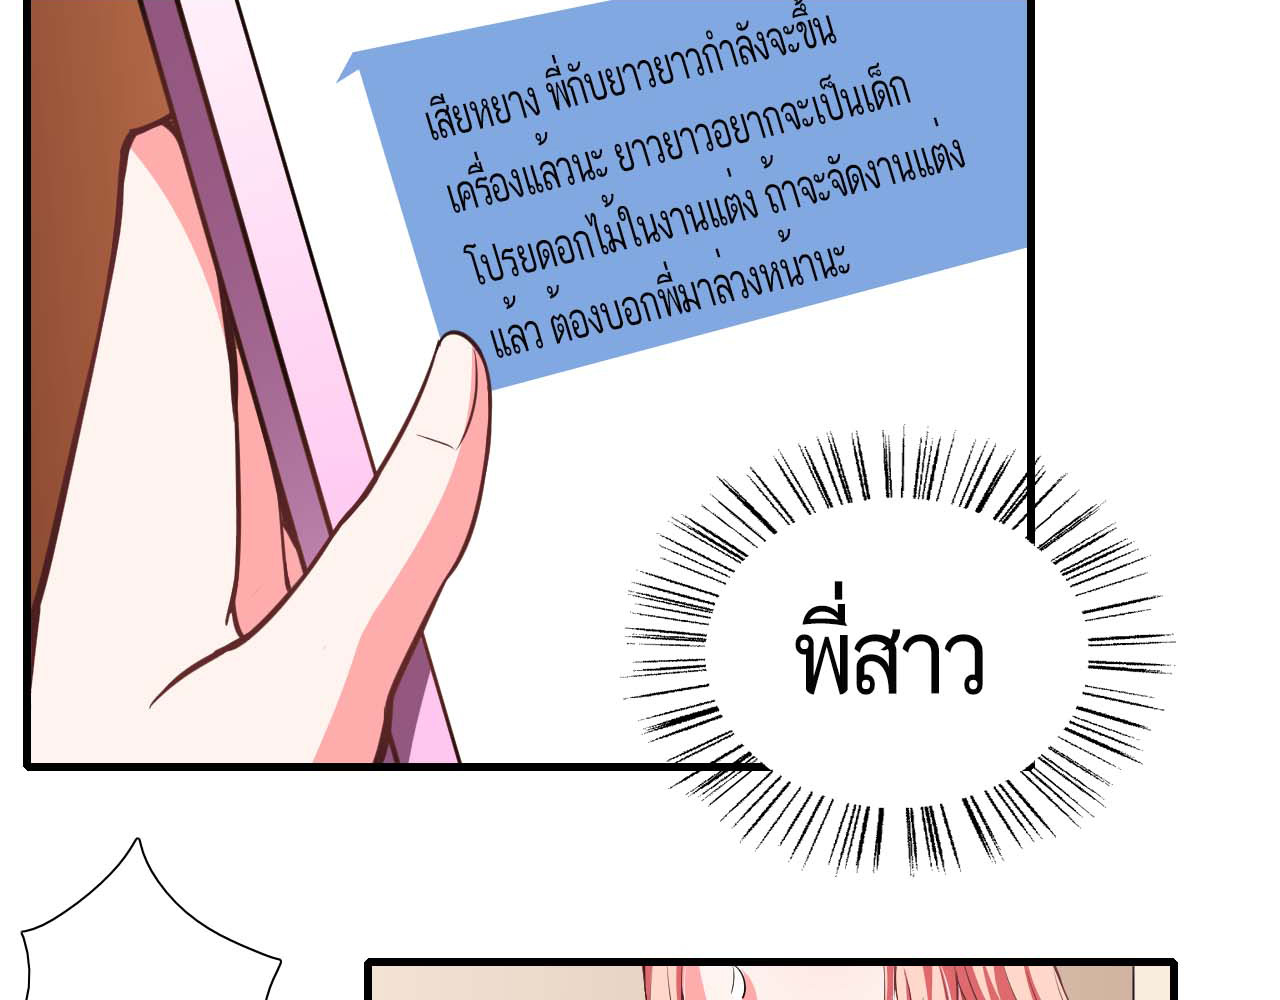 เสียหยาง พี่กับยาวยาวกำลังจะขึ้น
เครื่องแล้วนะ ยาวยาวอยากจะเป็นเด็ก
โปรยดอกไม้ในงานแต่ง ถ้าจะจัดงานแต่ง
แล้ว ต้องบอกพี่มาล่วงหน้านะ
พี่สาว